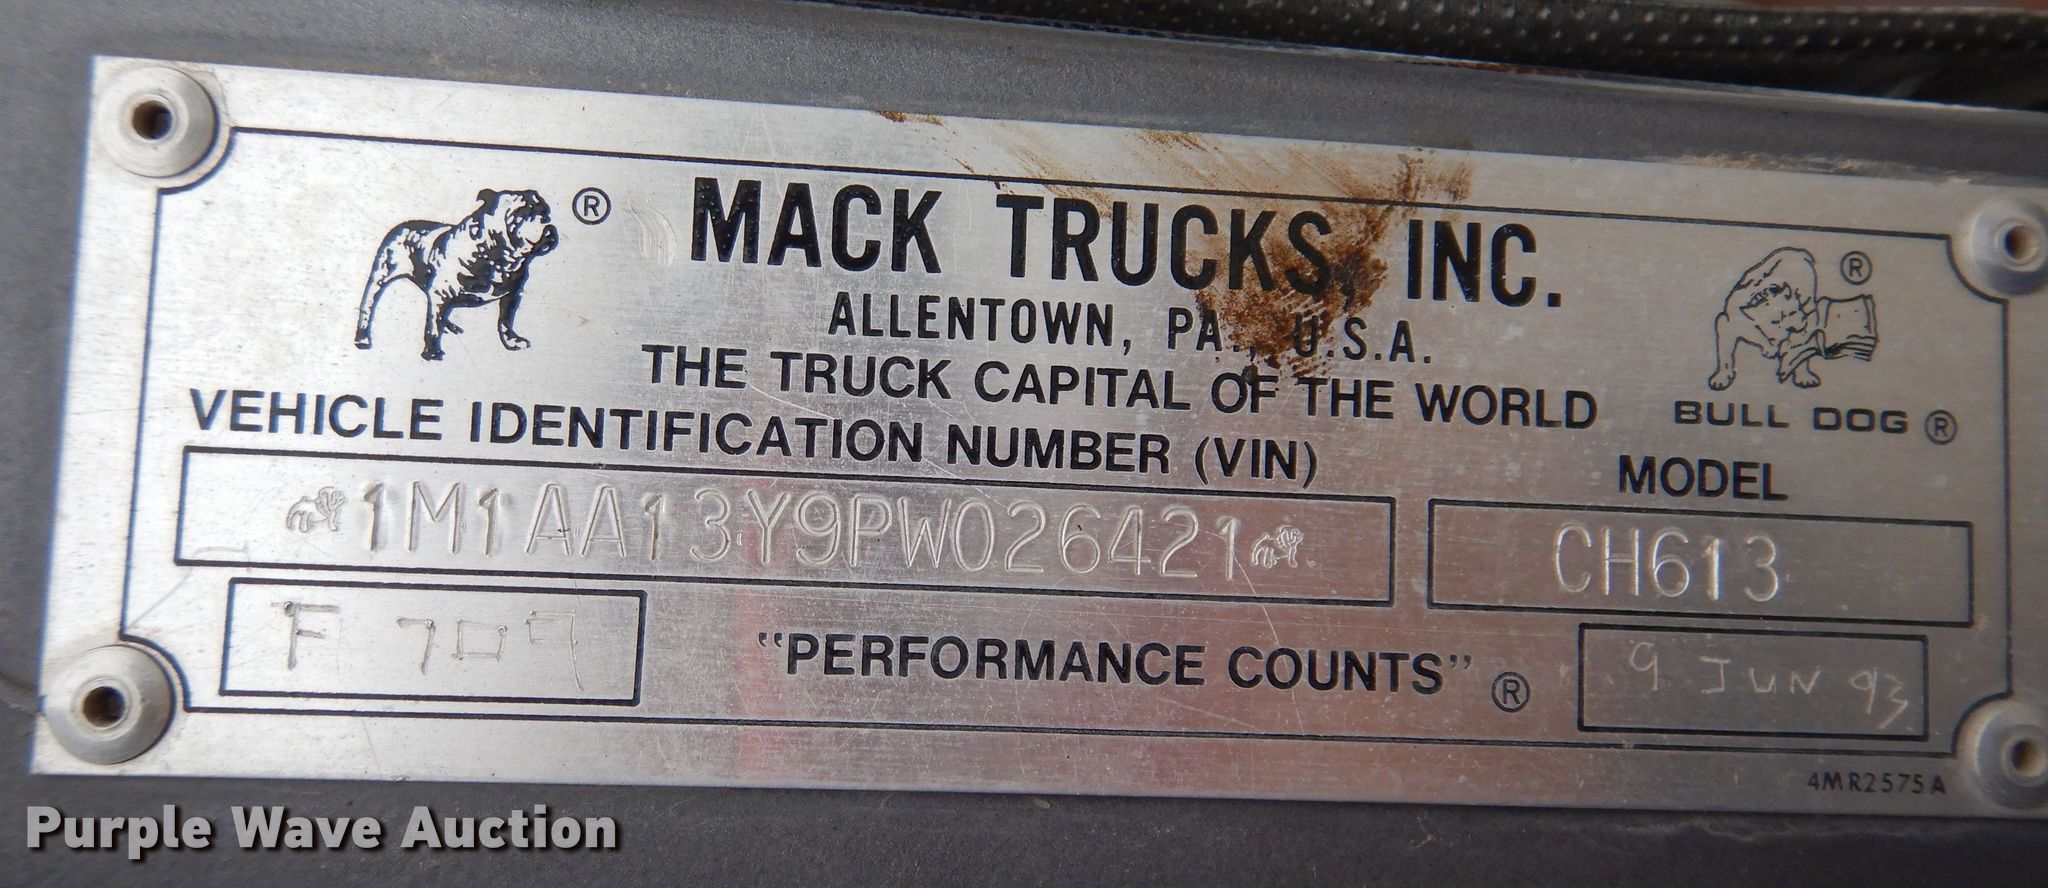 ®
MACK TRUCKS, INC.
ALLENTOWN, PA., U.S.A.
THE TRUCK CAPITAL OF THE WORLD
®
BULL DOG ®
VEHICLE IDENTIFICATION NUMBER (VIN)
MODEL
1M1AA13Y9PW026421
CH613
F 709
"PERFORMANCE COUNTS" ®
9 JUN 93
4MR2575A
Purple Wave Auction